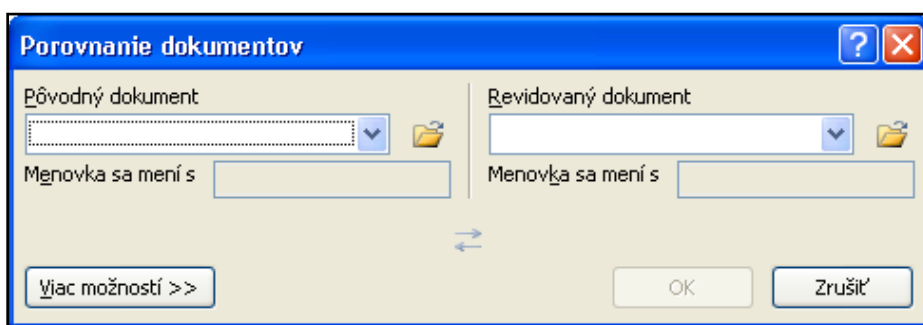 Porovnanie dokumentov
Pôvodný dokument
Revidovaný dokument
Menovka sa mení s
Menovka sa mení s
Viac možností >>
OK
Zrušiť